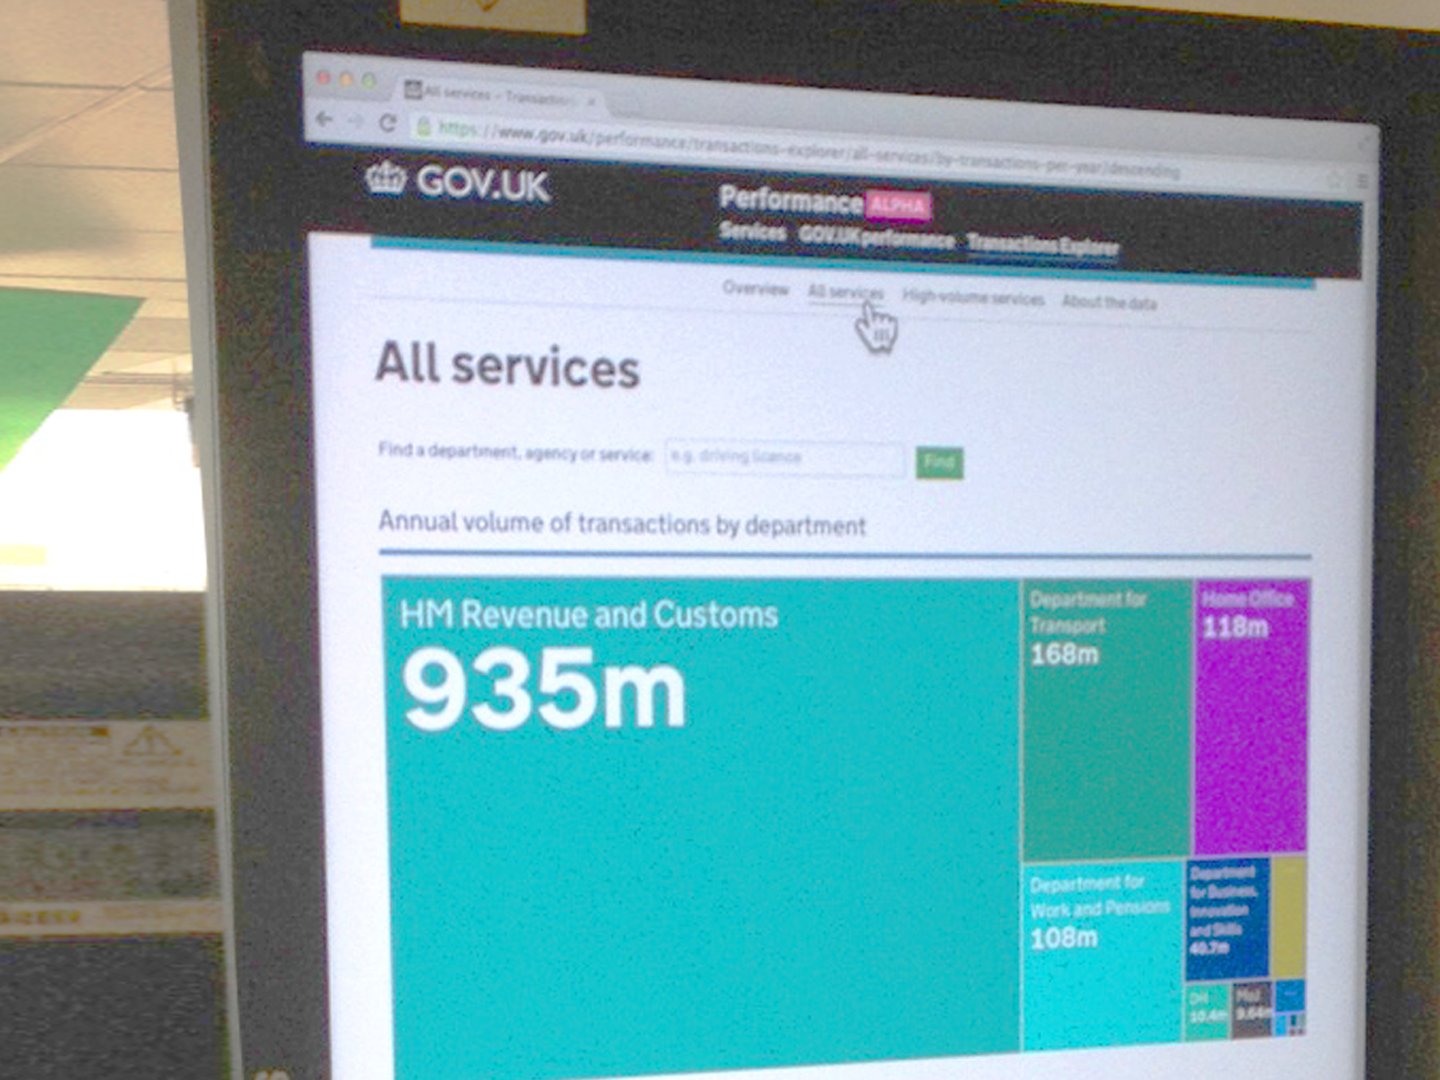 All services - Transactions
https://www.gov.uk/performance/transactions-explorer/all-services/by-transactions-per-year/descending
GOV.UK
Performance ALPHA
Services GOV.UK performance Transactions Explorer
Overview All services High-volume services About the data
All services
Find a department, agency or service: e.g. driving licence Find
Annual volume of transactions by department
HM Revenue and Customs
935m
Department for
Transport
168m
Home Office
118m
Department for
Work and Pensions
108m
Department
for Business,
Innovation
and Skills
40.7m
DH
10.4m
MoJ
9.64m